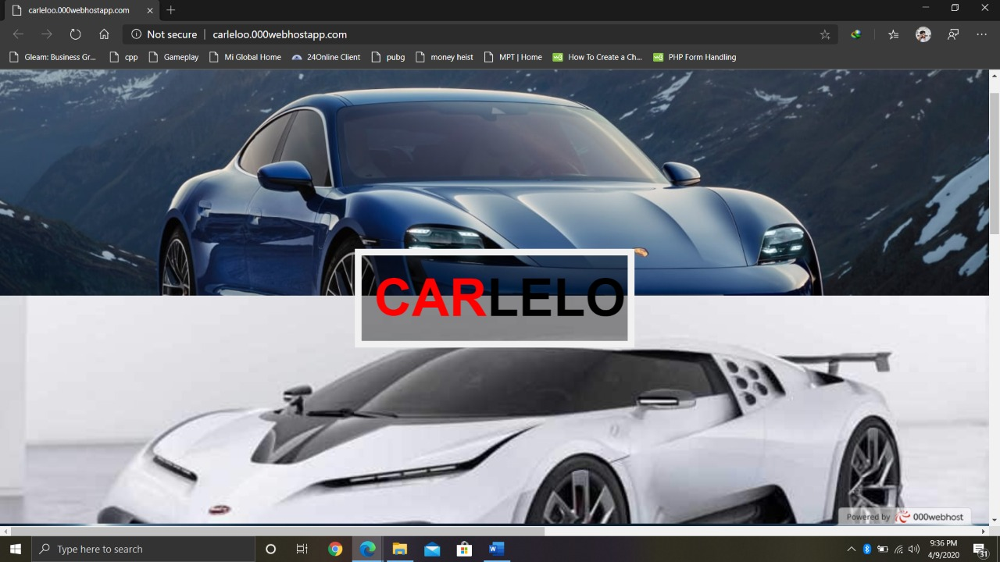 carleloo.000webhostapp.com
Not secure | carleloo.000webhostapp.com
Gleam: Business Gr... cpp Gameplay Mi Global Home 24Online Client pubg money heist MPT | Home How To Create a Ch... PHP Form Handling
CARLELO
Powered by 000webhost
Type here to search
9:36 PM
4/9/2020
31